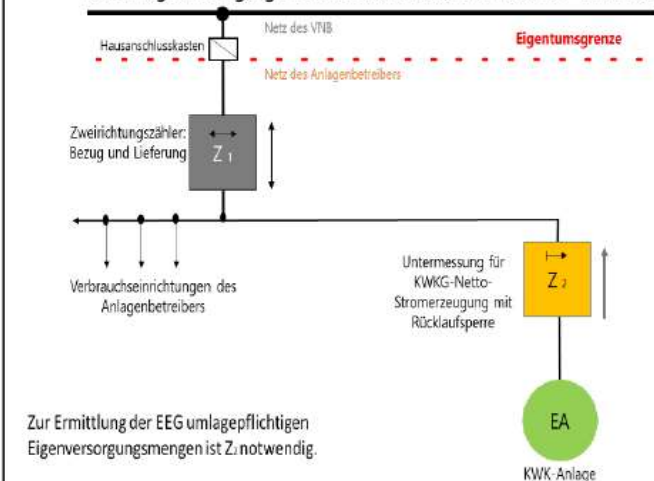 Netz des VNB
Hausanschlusskasten
Eigentumsgrenze
Netz des Anlagenbetreibers
Zweirichtungszähler:
Bezug und Lieferung
Z 1
Untermessung für
KWKG-Netto-
Stromerzeugung mit
Rücklaufsperre
Z 2
Verbrauchseinrichtungen des
Anlagenbetreibers
Zur Ermittlung der EEG umlagepflichtigen
Eigenversorgungsmengen ist Z₂ notwendig.
EA
KWK-Anlage